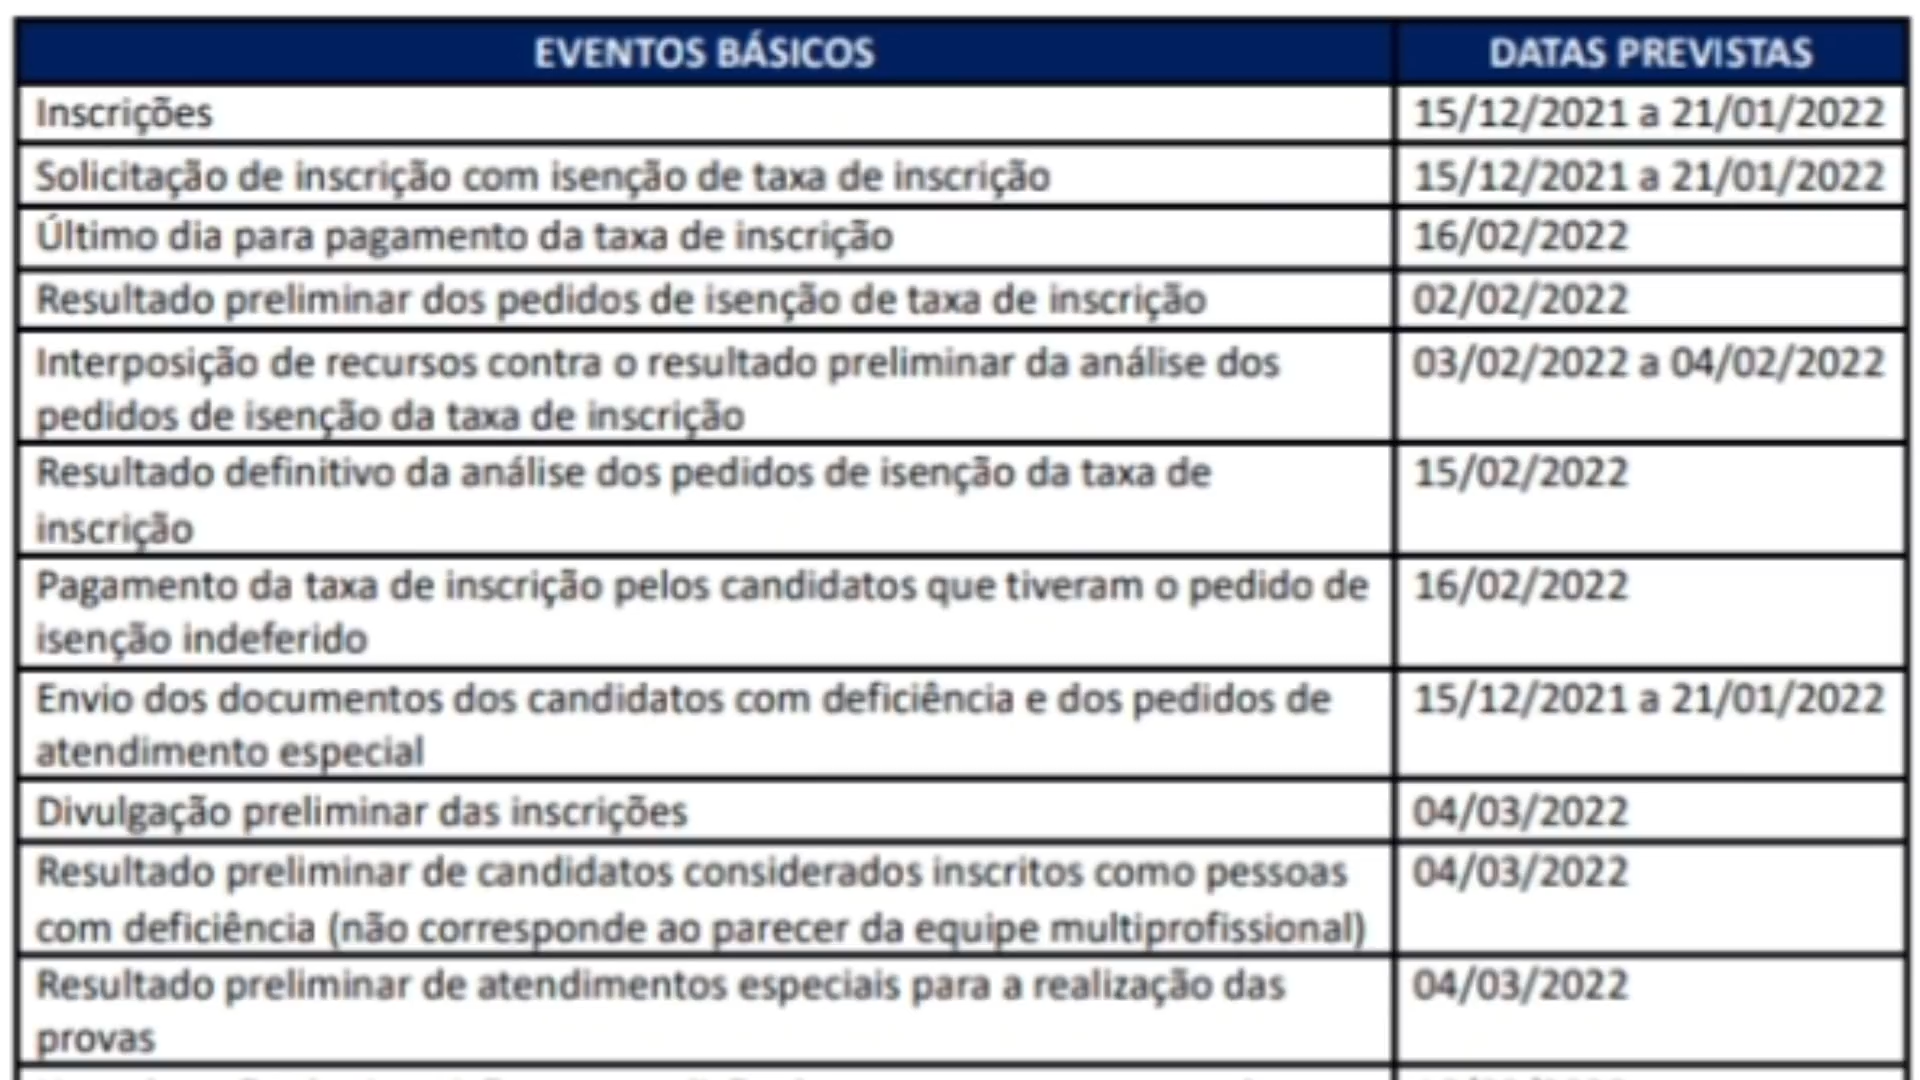 EVENTOS BÁSICOS DATAS PREVISTAS
Inscrições 15/12/2021 a 21/01/2022
Solicitação de inscrição com isenção de taxa de inscrição 15/12/2021 a 21/01/2022
Último dia para pagamento da taxa de inscrição 16/02/2022
Resultado preliminar dos pedidos de isenção de taxa de inscrição 02/02/2022
Interposição de recursos contra o resultado preliminar da análise dos 03/02/2022 a 04/02/2022
pedidos de isenção da taxa de inscrição
Resultado definitivo da análise dos pedidos de isenção da taxa de 15/02/2022
inscrição
Pagamento da taxa de inscrição pelos candidatos que tiveram o pedido de 16/02/2022
isenção indeferido
Envio dos documentos dos candidatos com deficiência e dos pedidos de 15/12/2021 a 21/01/2022
atendimento especial
Divulgação preliminar das inscrições 04/03/2022
Resultado preliminar de candidatos considerados inscritos como pessoas 04/03/2022
com deficiência (não corresponde ao parecer da equipe multiprofissional)
Resultado preliminar de atendimentos especiais para a realização das 04/03/2022
provas